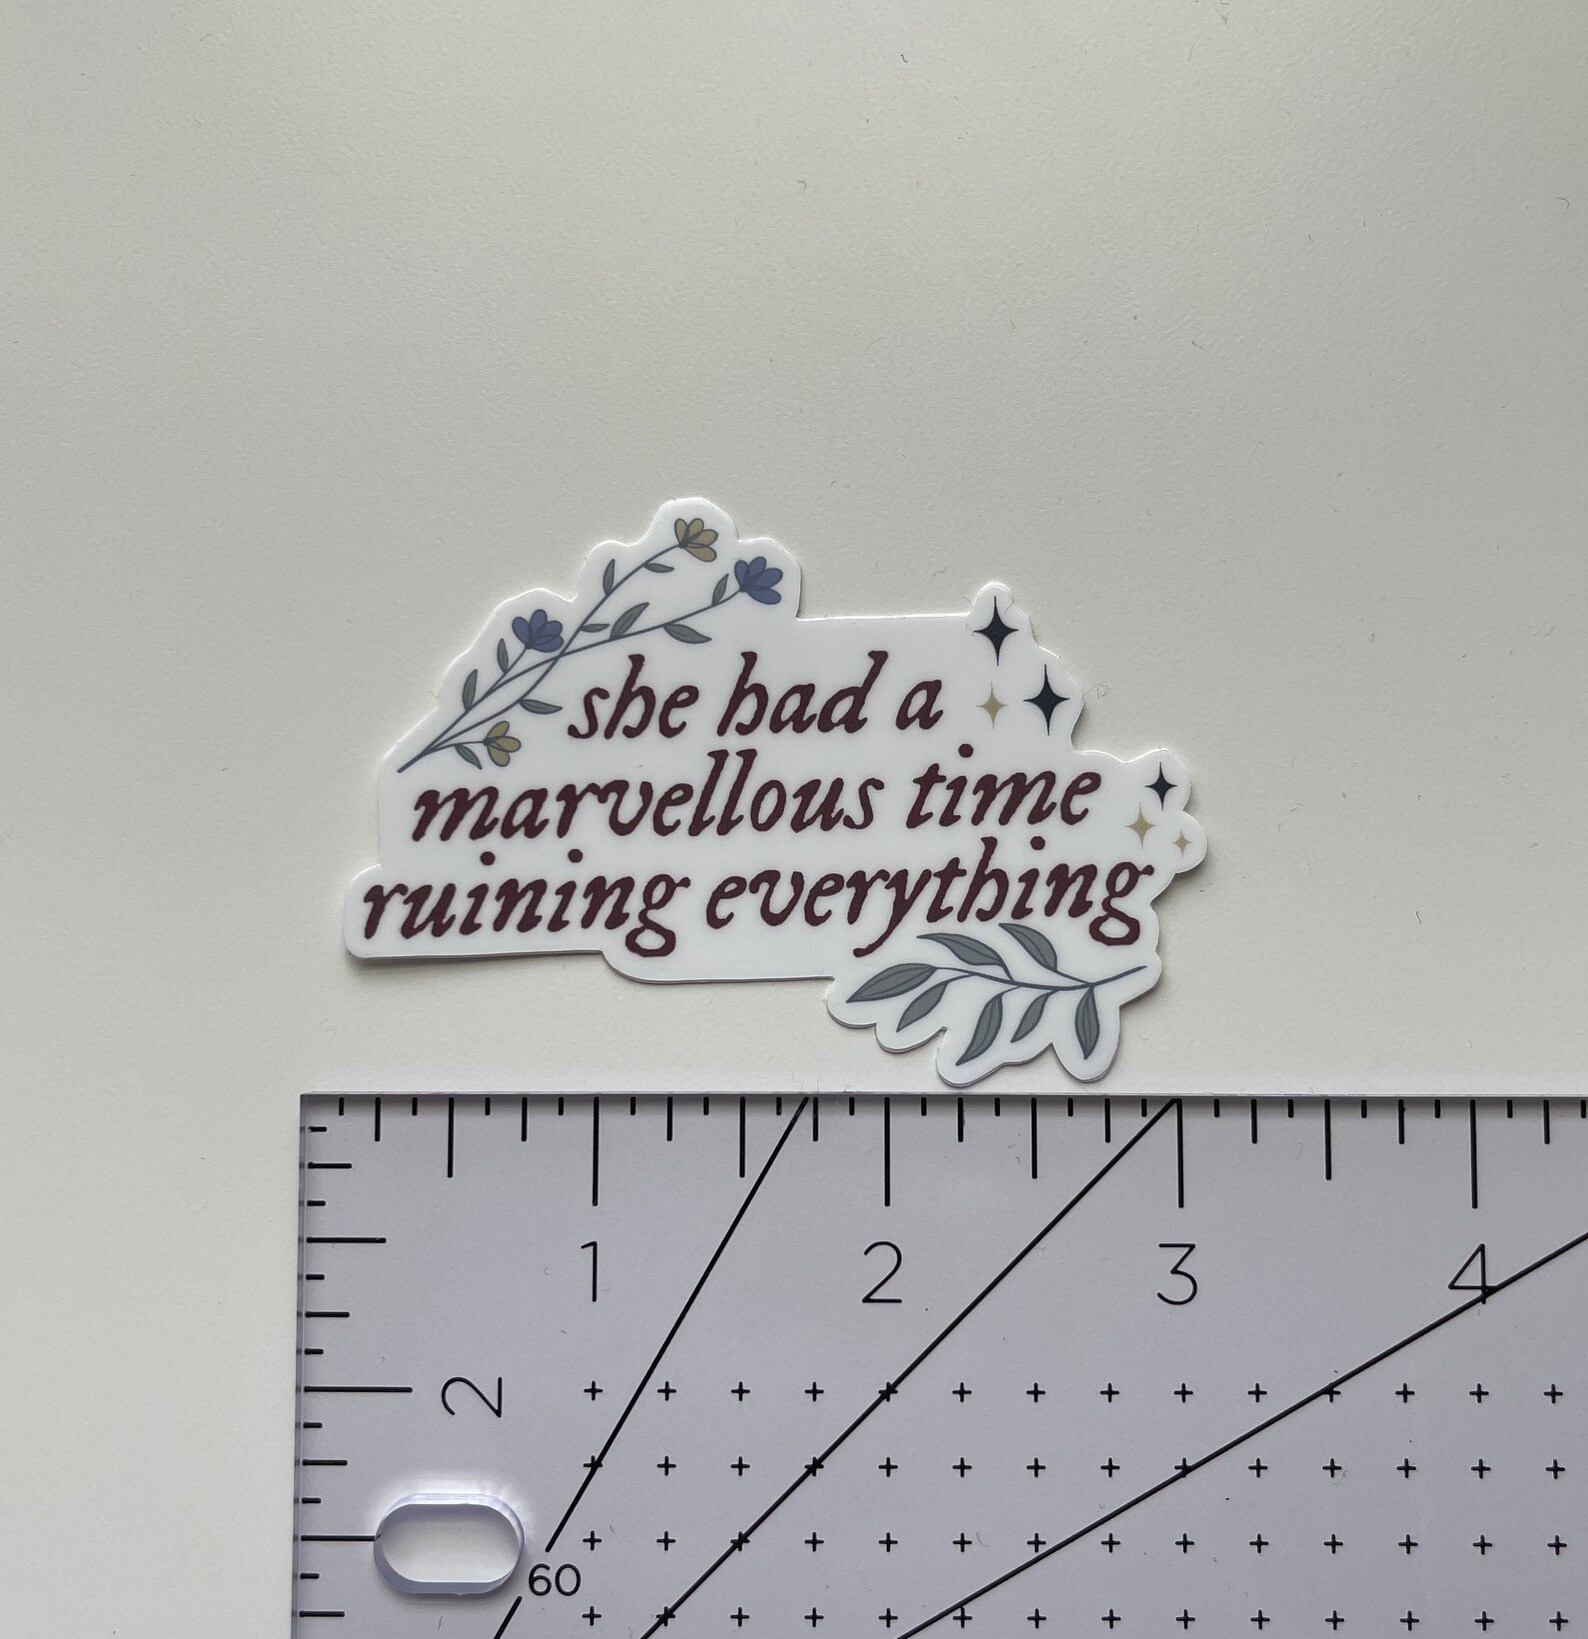 she had a
marvellous time
ruining everything
1 2 3 4
2
60